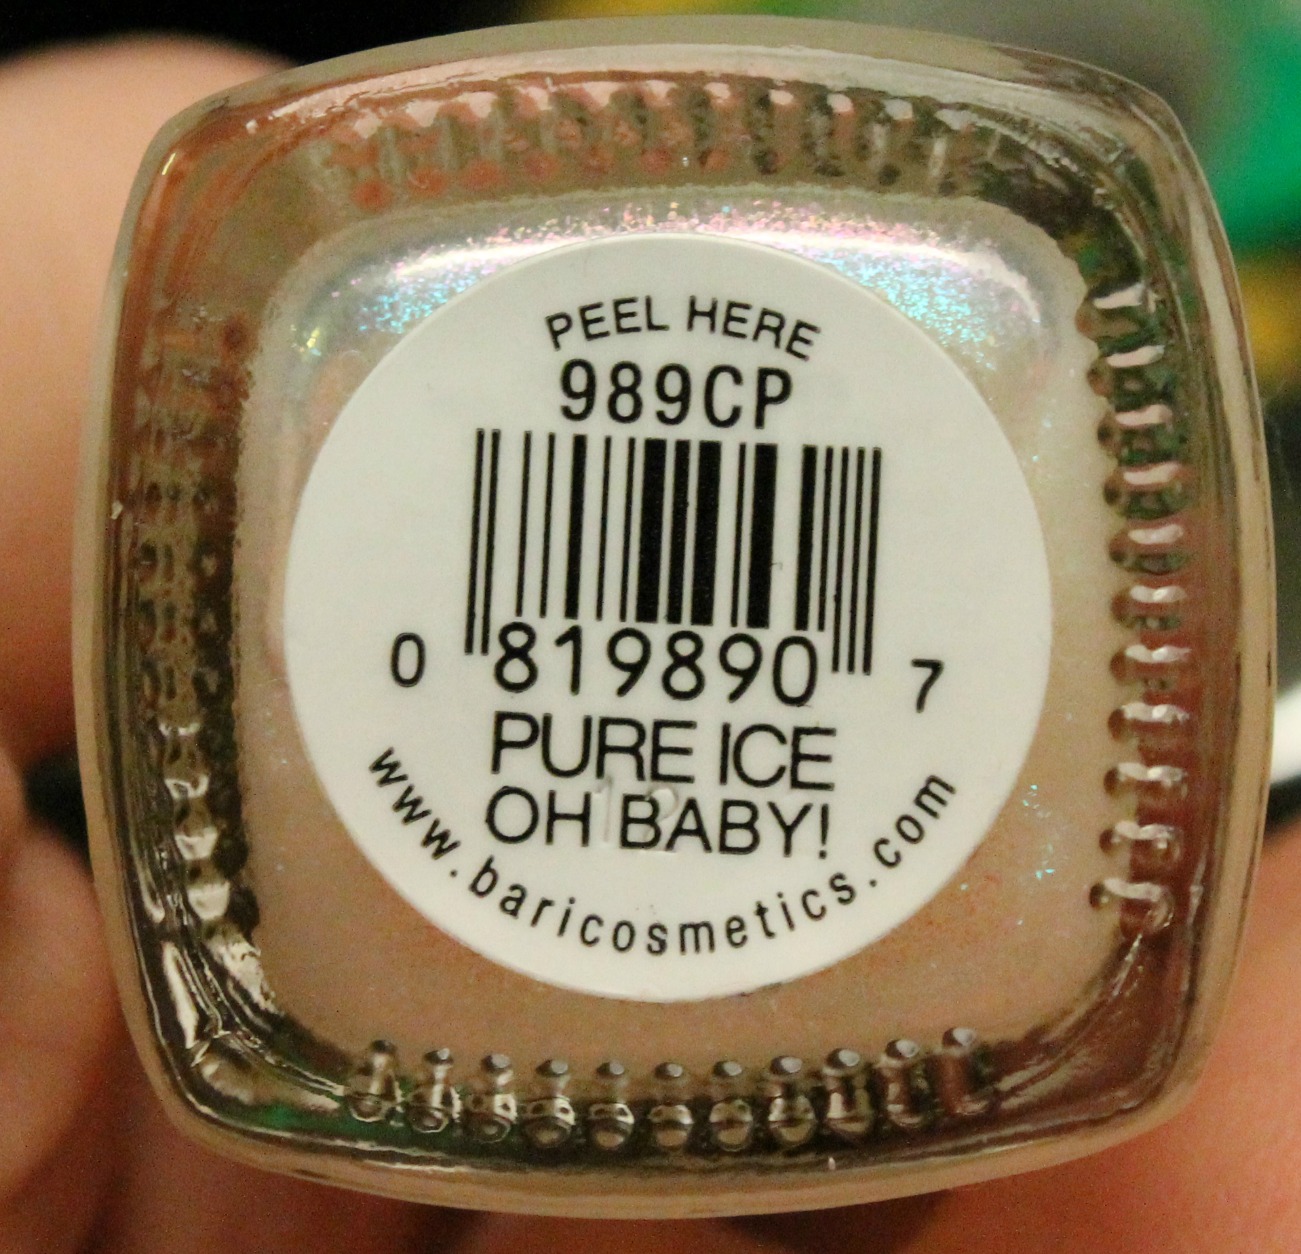 PEEL HERE
989CP
0 819890 7
PURE ICE
OH BABY!
www.baricosmetics.com